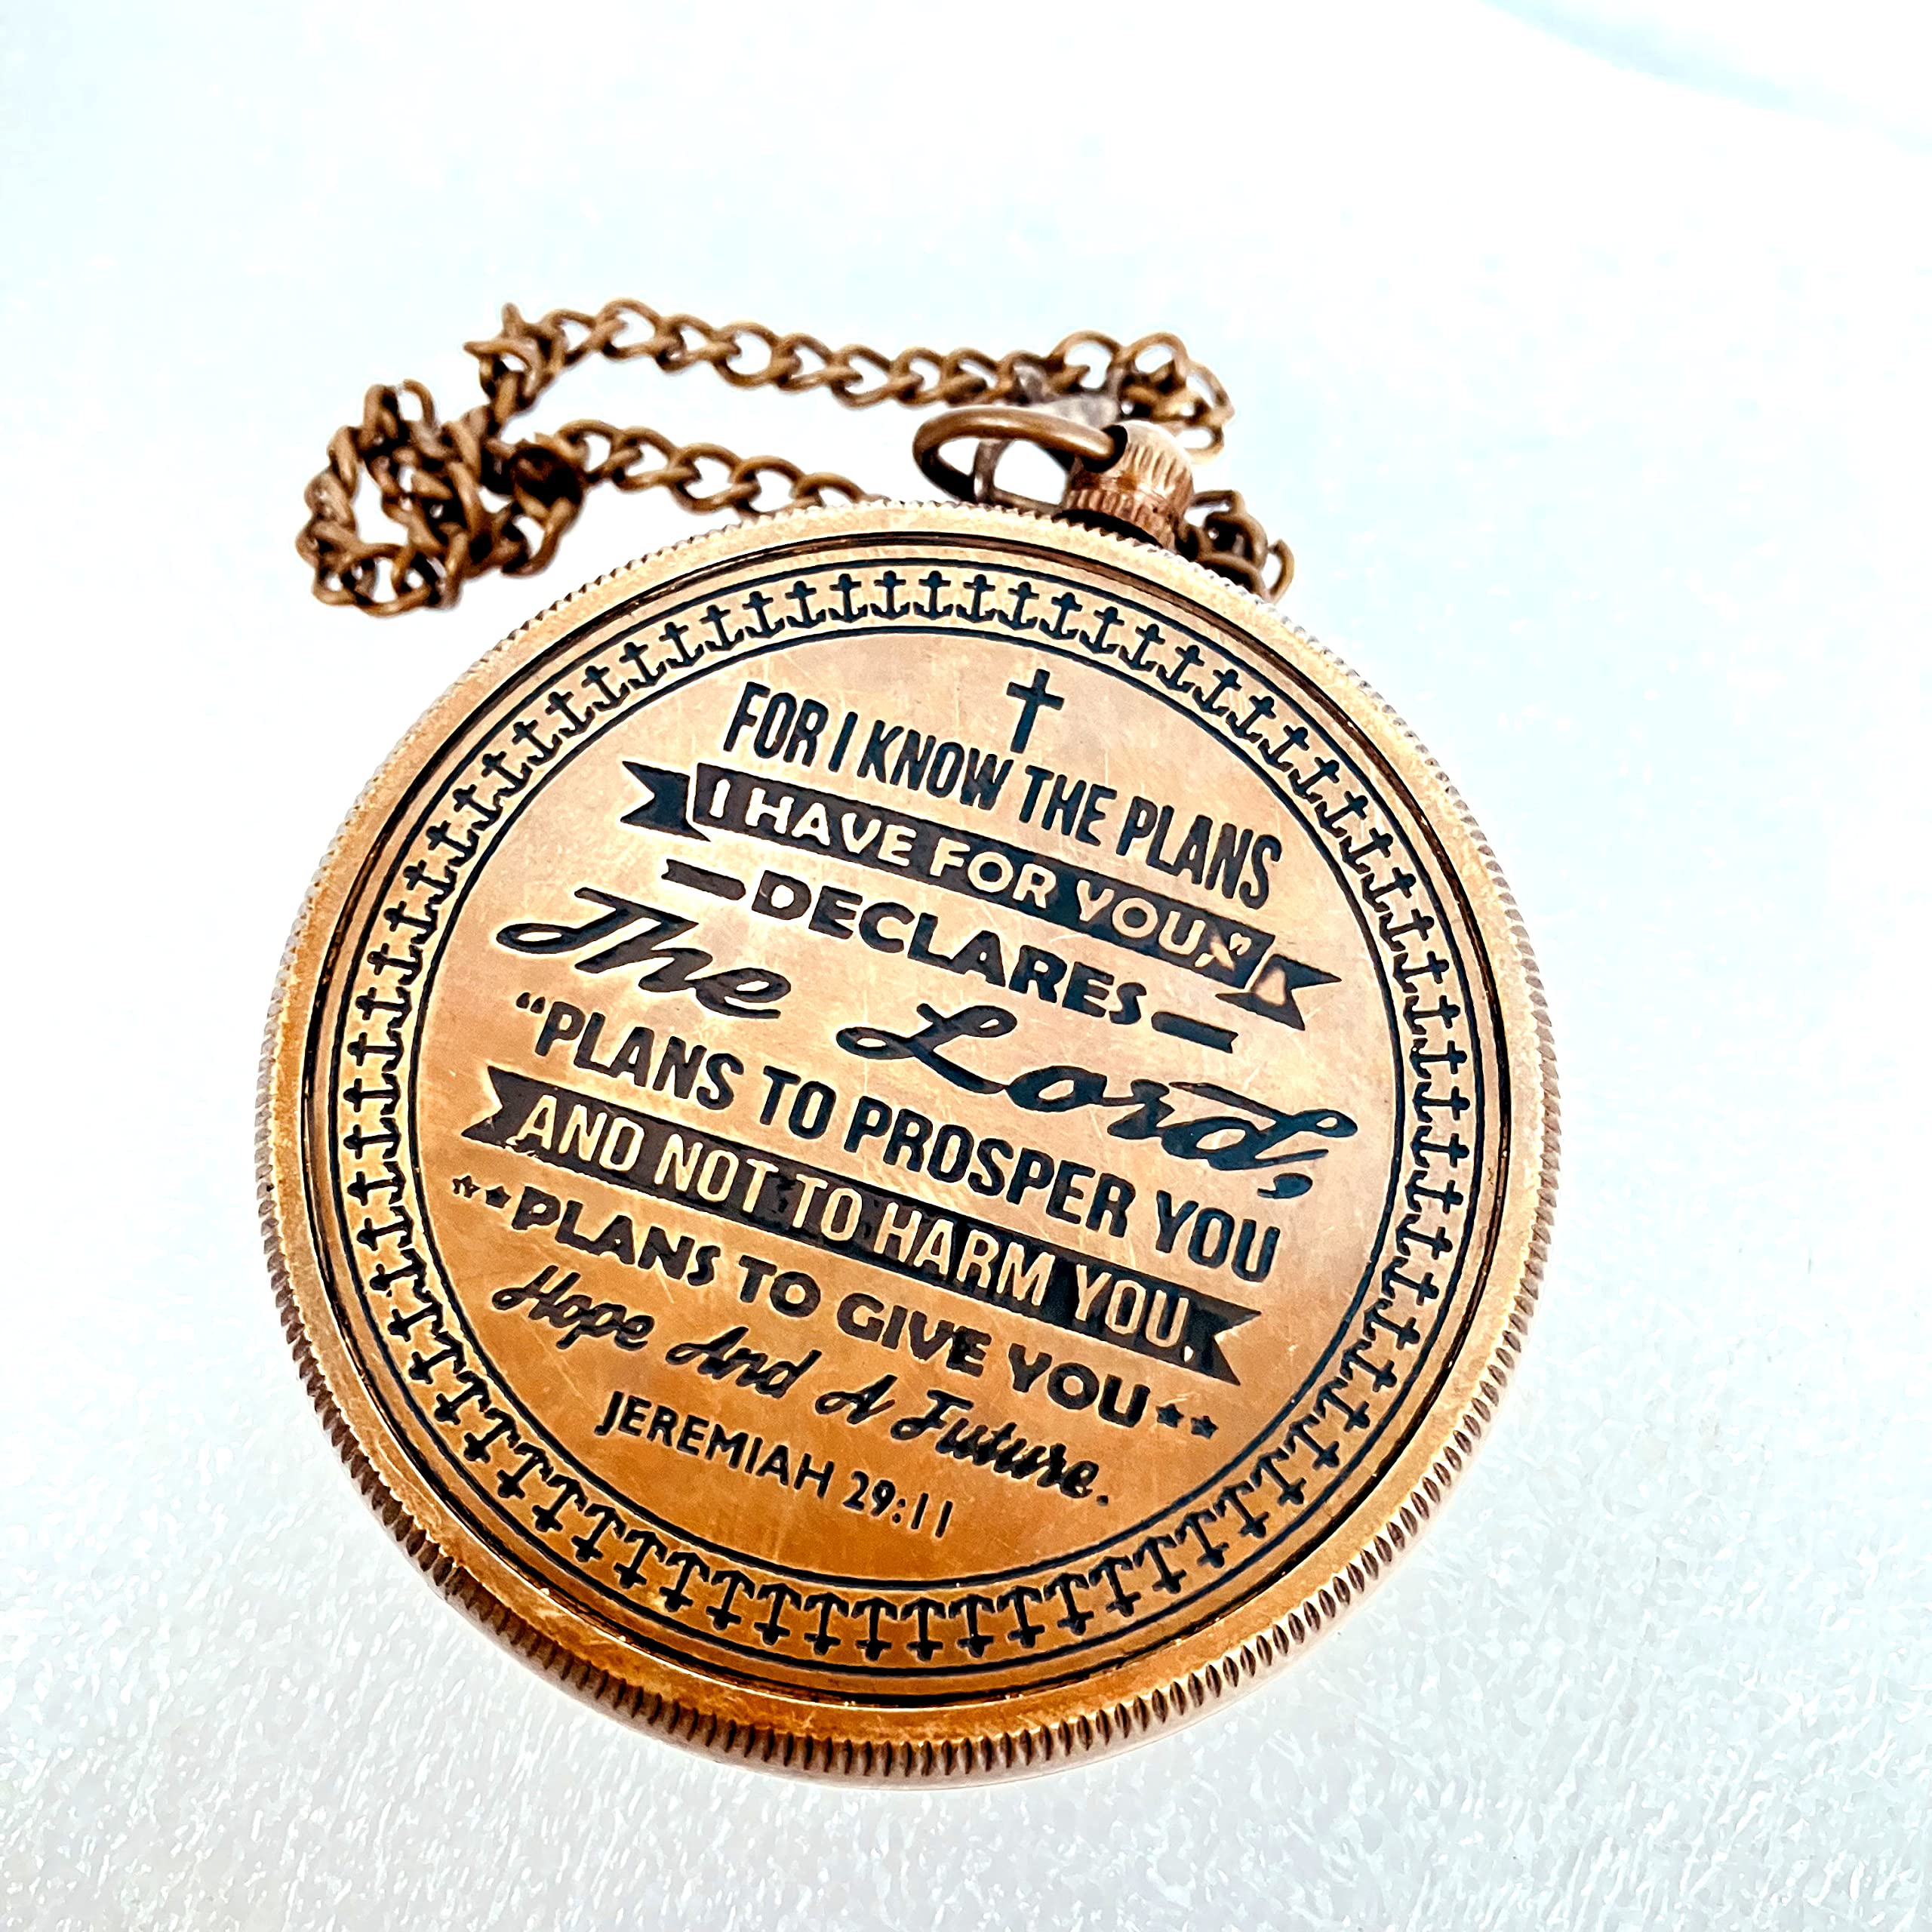 FOR I KNOW THE PLANS
I HAVE FOR YOU,”
DECLARES
The Lord,
“PLANS TO PROSPER YOU
AND NOT TO HARM YOU,
PLANS TO GIVE YOU
Hope And A Future.
JEREMIAH 29:11